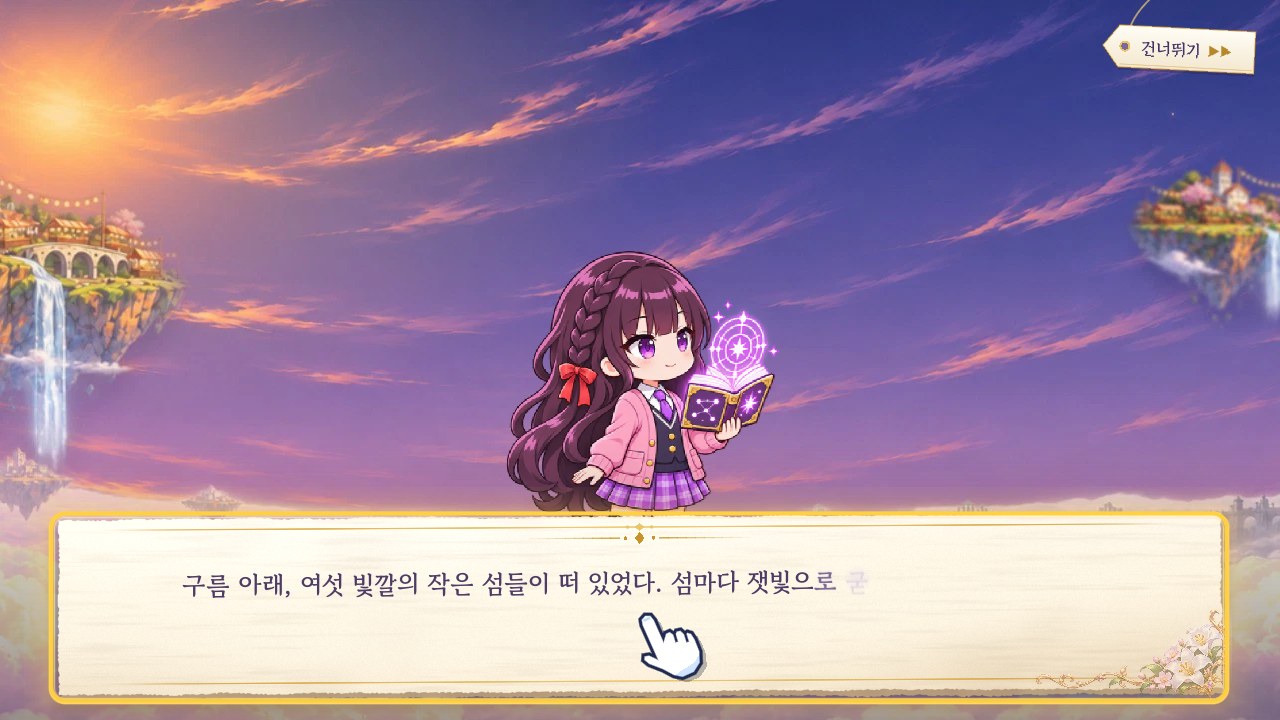 건너뛰기
구름 아래, 여섯 빛깔의 작은 섬들이 떠 있었다. 섬마다 잿빛으로 굳